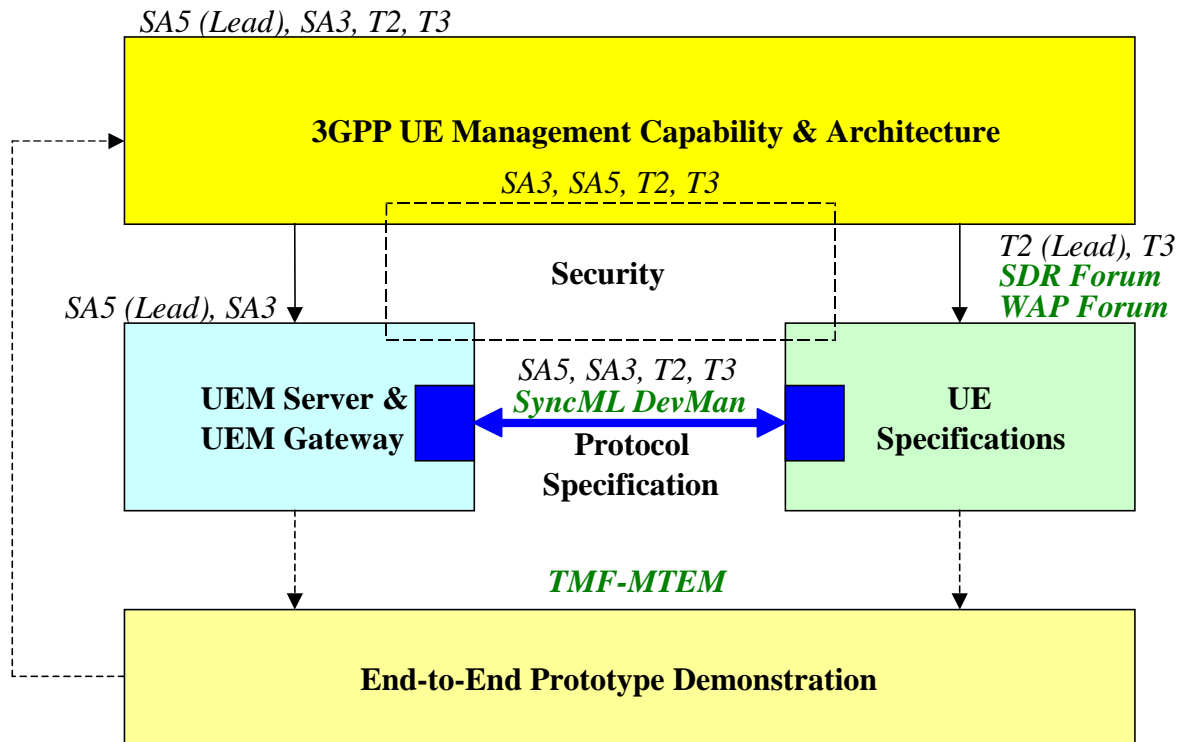 SA5 (Lead), SA3, T2, T3
3GPP UE Management Capability & Architecture
SA3, SA5, T2, T3
Security
T2 (Lead), T3
SDR Forum
WAP Forum
SA5 (Lead), SA3
UEM Server &
UEM Gateway
SA5, SA3, T2, T3
SyncML DevMan
Protocol
Specification
UE
Specifications
TMF-MTEM
End-to-End Prototype Demonstration